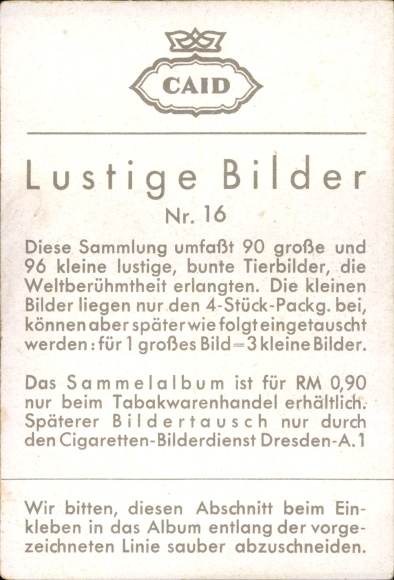 CAID
Lustige Bilder
Nr. 16
Diese Sammlung umfaßt 90 große und
96 kleine lustige, bunte Tierbilder, die
Weltberühmtheit erlangten. Die kleinen
Bilder liegen nur den 4-Stück-Packg. bei,
können aber später wie folgt eingetauscht
werden: für 1 großes Bild = 3 kleine Bilder.
Das Sammelalbum ist für RM 0,90
nur beim Tabakwarenhandel erhältlich.
Späterer Bildertausch nur durch
den Cigaretten-Bilderdienst Dresden-A. 1
Wir bitten, diesen Abschnitt beim Ein-
kleben in das Album entlang der vorge-
zeichneten Linie sauber abzuschneiden.